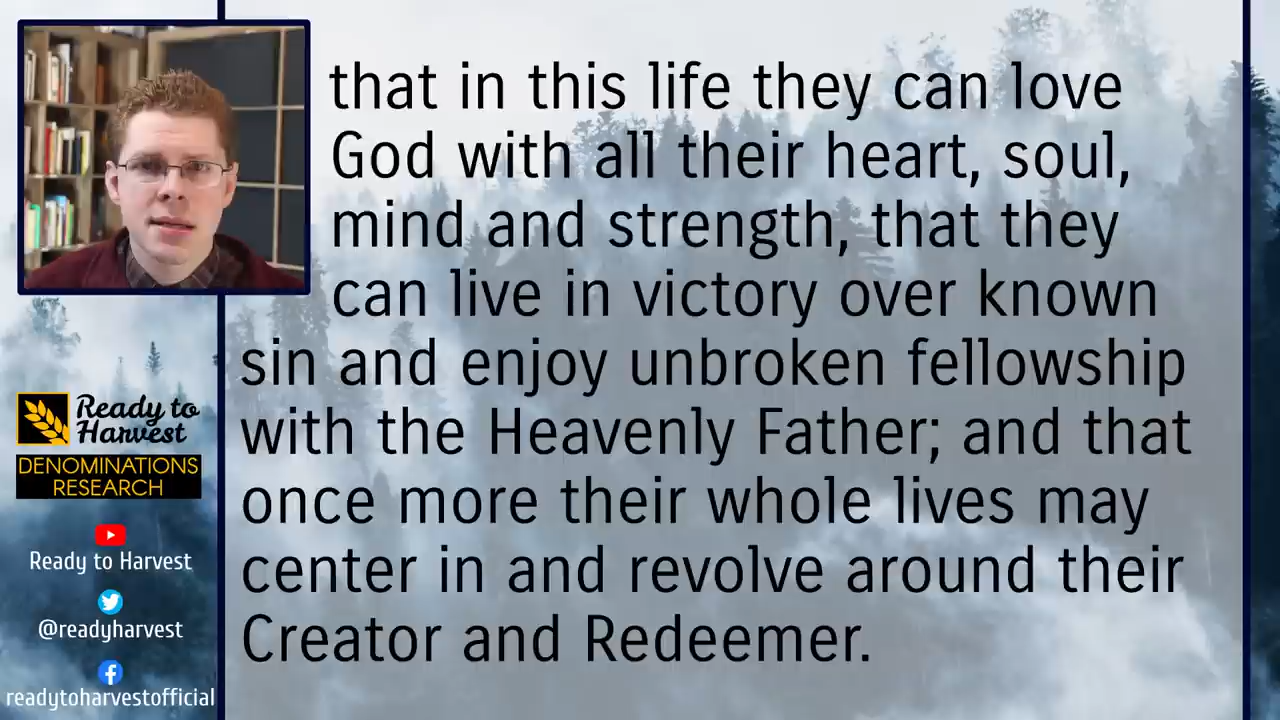 that in this life they can love
God with all their heart, soul,
mind and strength, that they
can live in victory over known
sin and enjoy unbroken fellowship
with the Heavenly Father; and that
once more their whole lives may
center in and revolve around their
Creator and Redeemer.
Ready to
Harvest
DENOMINATIONS
RESEARCH
Ready to Harvest
@readyharvest
readytoharvestofficial